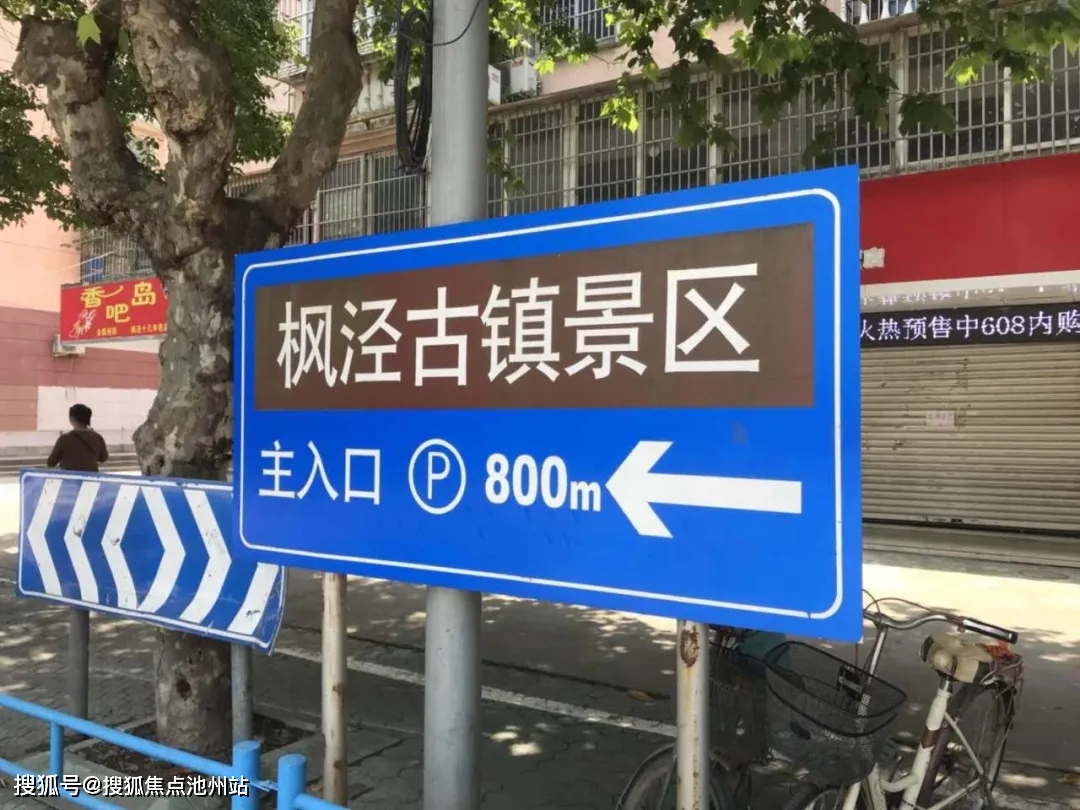 枫泾古镇景区
主入口 Ⓟ 800m
香吧岛
火热预售中608内购
搜狐号@搜狐焦点池州站